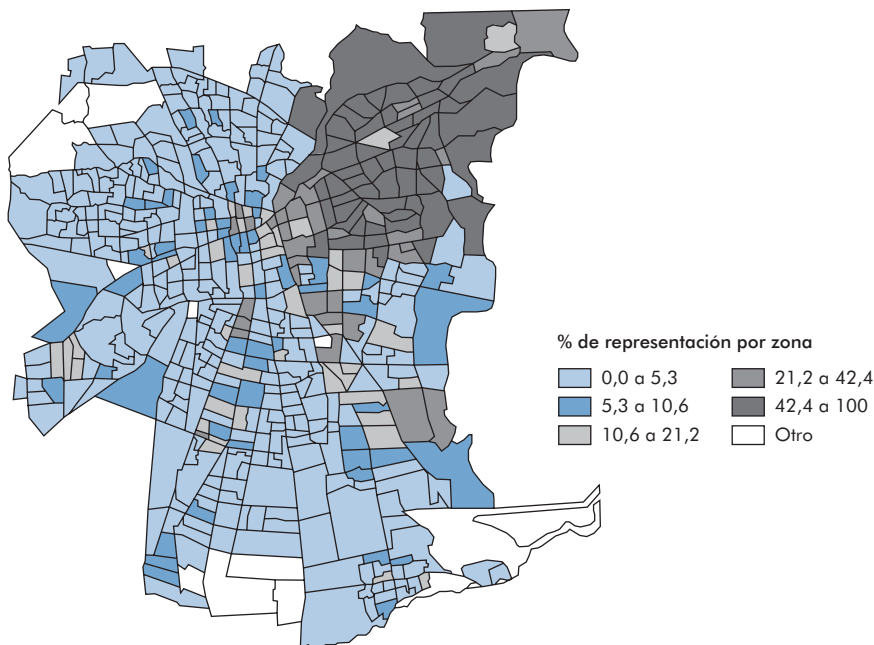 % de representación por zona
0,0 a 5,3
5,3 a 10,6
10,6 a 21,2
21,2 a 42,4
42,4 a 100
Otro